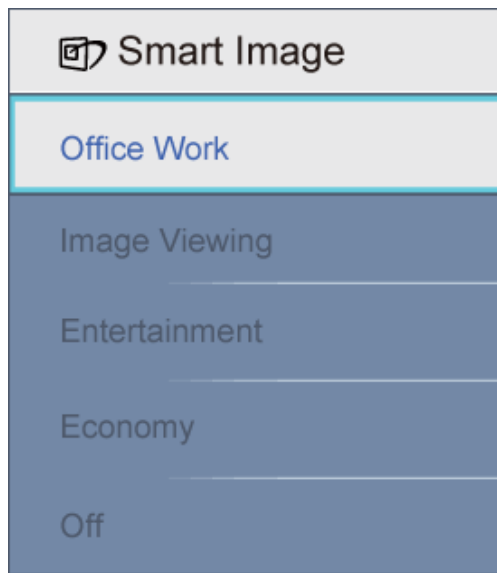 Smart Image
Office Work
Image Viewing
Entertainment
Economy
Off